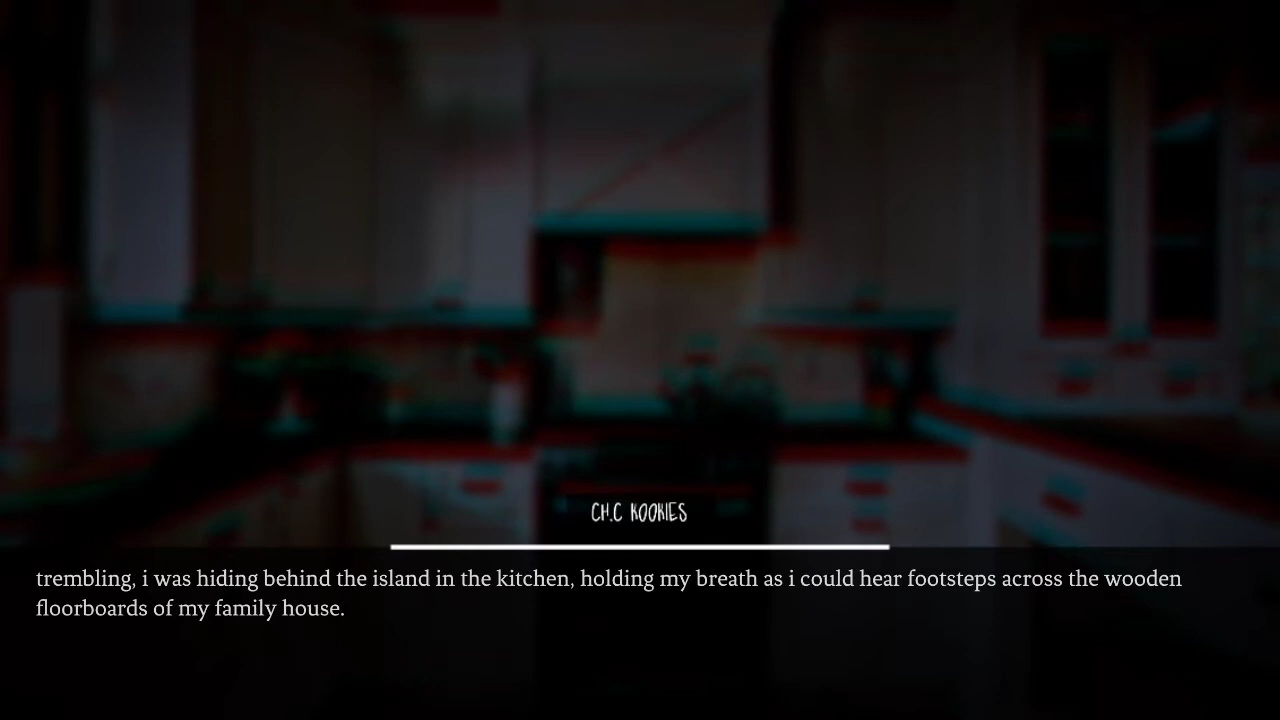 CH.C KOOKIES
trembling, i was hiding behind the island in the kitchen, holding my breath as i could hear footsteps across the wooden
floorboards of my family house.